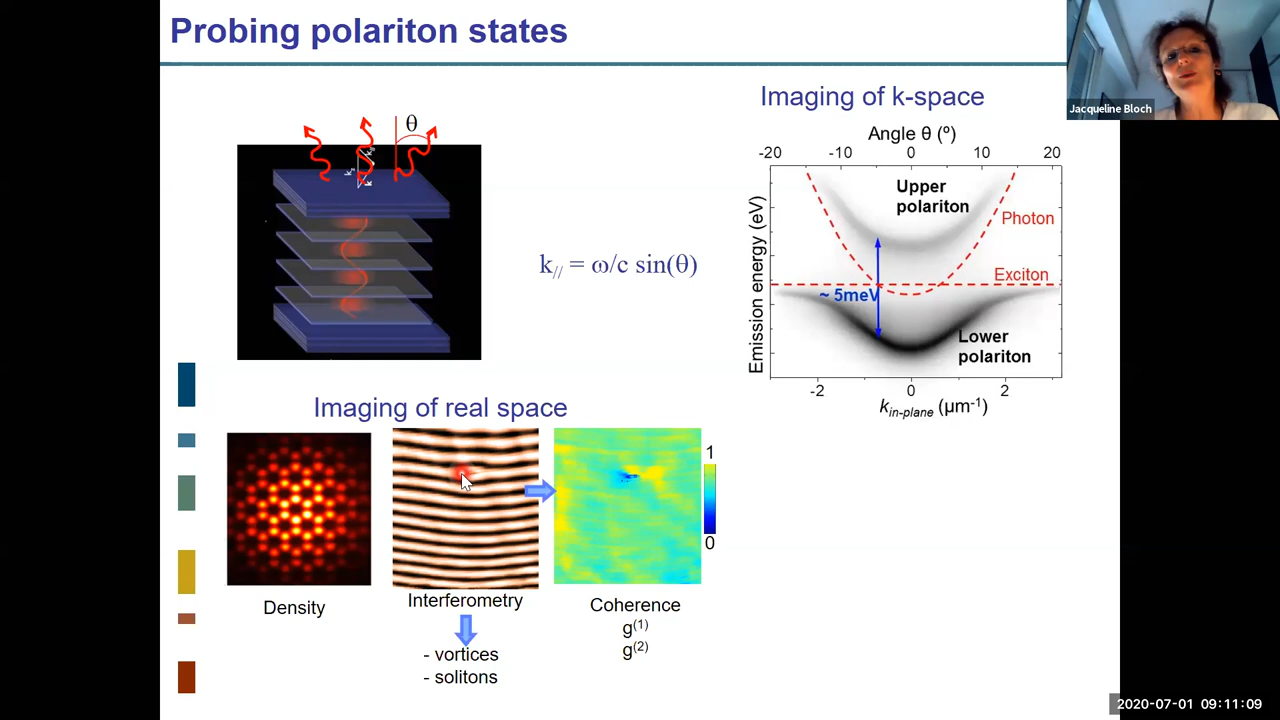 Probing polariton states
Jacqueline Bloch
θ
k//
kz
k
k// = ω/c sin(θ)
Imaging of k-space
Angle θ (º)
-20 -10 0 10 20
Upper
polariton
Photon
Exciton
~ 5meV
Lower
polariton
Emission energy (eV)
-2 0 2
kin-plane (µm-1)
Imaging of real space
1
0
Density
Interferometry
Coherence
g(1)
g(2)
- vortices
- solitons
2020-07-01 09:11:09